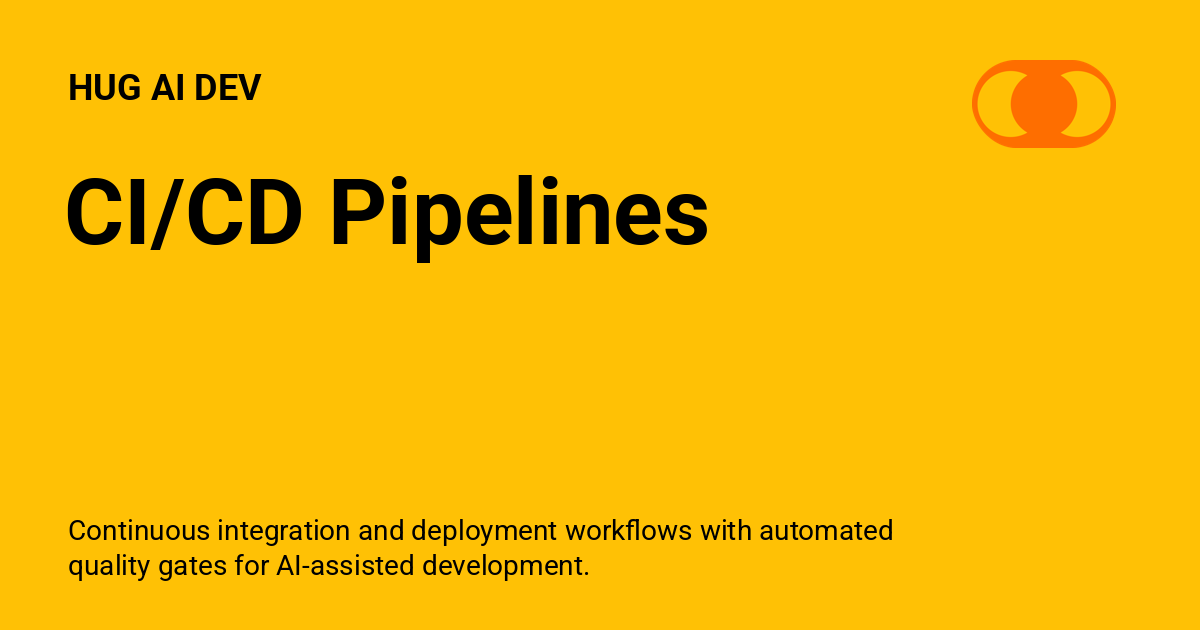 HUG AI DEV
CI/CD Pipelines
Continuous integration and deployment workflows with automated
quality gates for AI-assisted development.